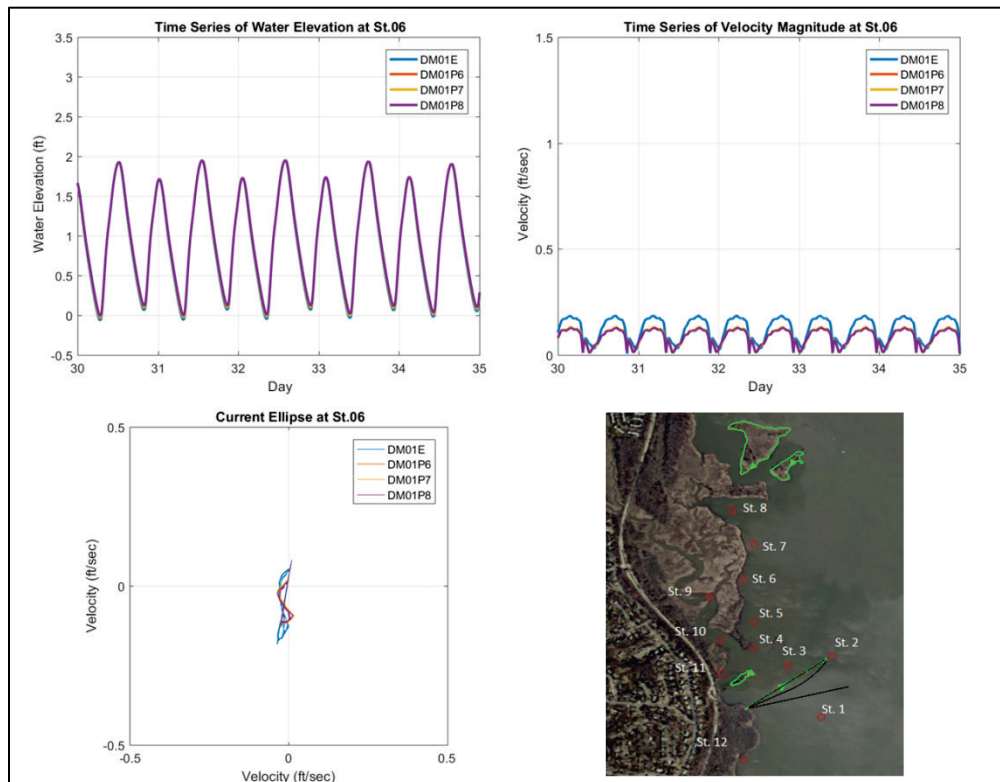 Time Series of Water Elevation at St.06
3.5
3
2.5
2
1.5
1
0.5
0
-0.5
Water Elevation (ft)
DM01E
DM01P6
DM01P7
DM01P8
30 31 32 33 34 35
Day
Time Series of Velocity Magnitude at St.06
1.5
1
0.5
0
Velocity (ft/sec)
DM01E
DM01P6
DM01P7
DM01P8
30 31 32 33 34 35
Day
Current Ellipse at St.06
0.5
0
-0.5
Velocity (ft/sec)
DM01E
DM01P6
DM01P7
DM01P8
-0.5 0 0.5
Velocity (ft/sec)
St. 8
St. 7
St. 6
St. 9
St. 5
St. 10
St. 4
St. 2
St. 3
St. 11
St. 1
St. 12